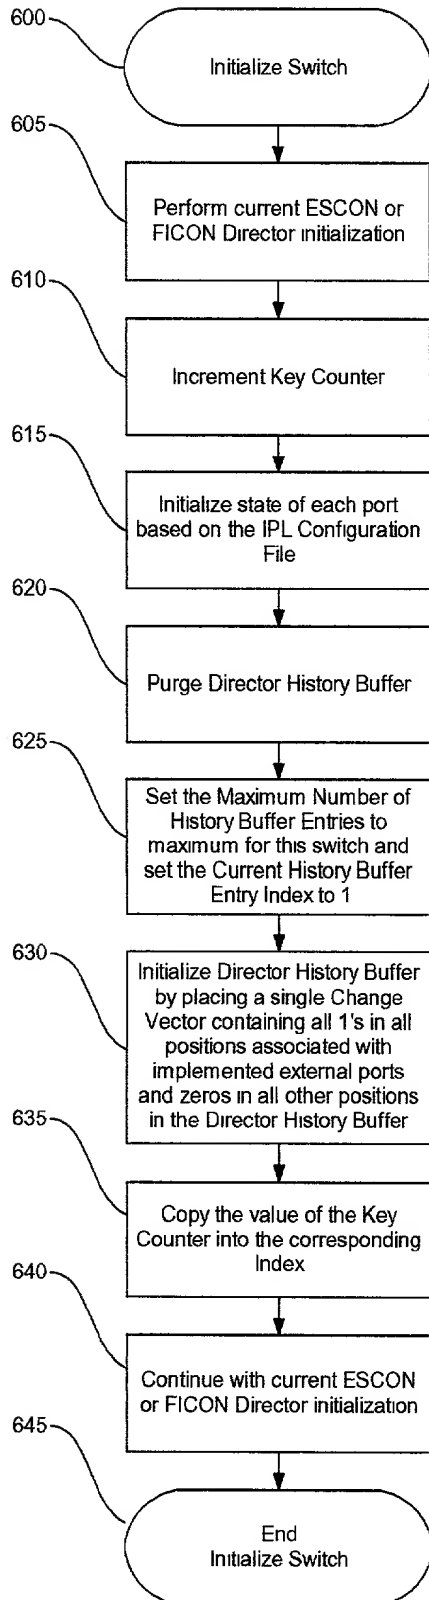 600
Initialize Switch
605
Perform current ESCON or
FICON Director initialization
610
Increment Key Counter
615
Initialize state of each port
based on the IPL Configuration
File
620
Purge Director History Buffer
625
Set the Maximum Number of
History Buffer Entries to
maximum for this switch and
set the Current History Buffer
Entry Index to 1
630
Initialize Director History Buffer
by placing a single Change
Vector containing all 1's in all
positions associated with
implemented external ports
and zeros in all other positions
in the Director History Buffer
635
Copy the value of the Key
Counter into the corresponding
Index
640
Continue with current ESCON
or FICON Director initialization
645
End
Initialize Switch